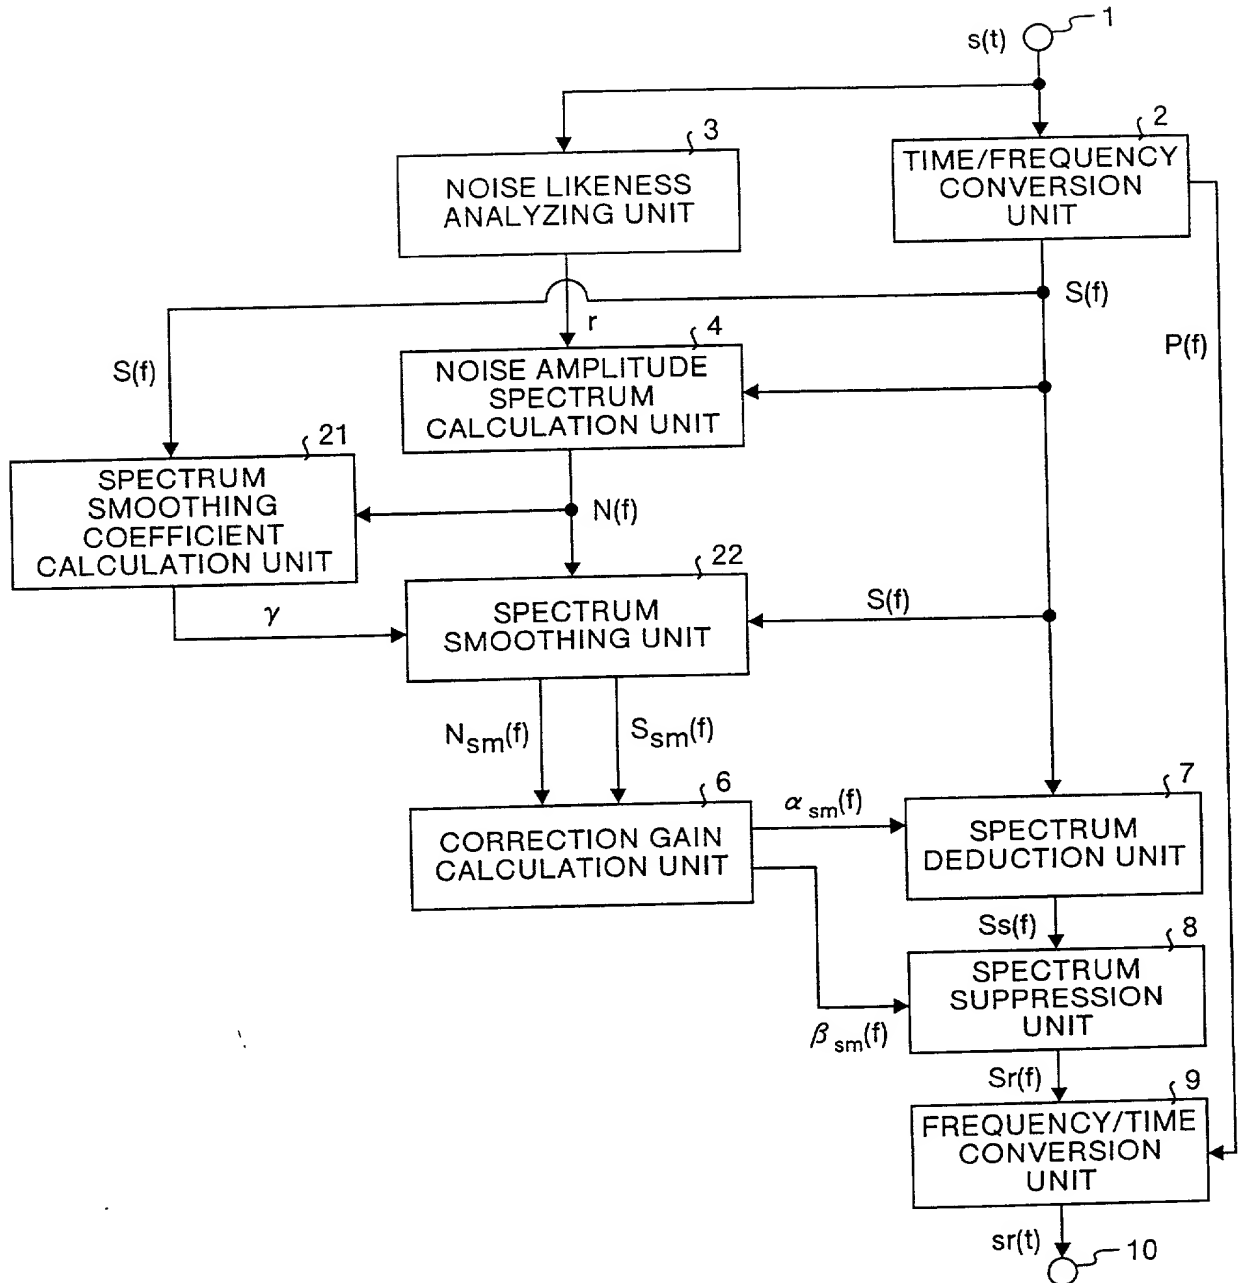 1
s(t)
2
TIME/FREQUENCY
CONVERSION
UNIT
3
NOISE LIKENESS
ANALYZING UNIT
S(f)
P(f)
r
S(f)
4
NOISE AMPLITUDE
SPECTRUM
CALCULATION UNIT
21
SPECTRUM
SMOOTHING
COEFFICIENT
CALCULATION UNIT
N(f)
22
SPECTRUM
SMOOTHING UNIT
S(f)
γ
Nsm(f)
Ssm(f)
6
CORRECTION GAIN
CALCULATION UNIT
αsm(f)
7
SPECTRUM
DEDUCTION UNIT
Ss(f)
8
SPECTRUM
SUPPRESSION
UNIT
βsm(f)
Sr(f)
9
FREQUENCY/TIME
CONVERSION
UNIT
sr(t)
10